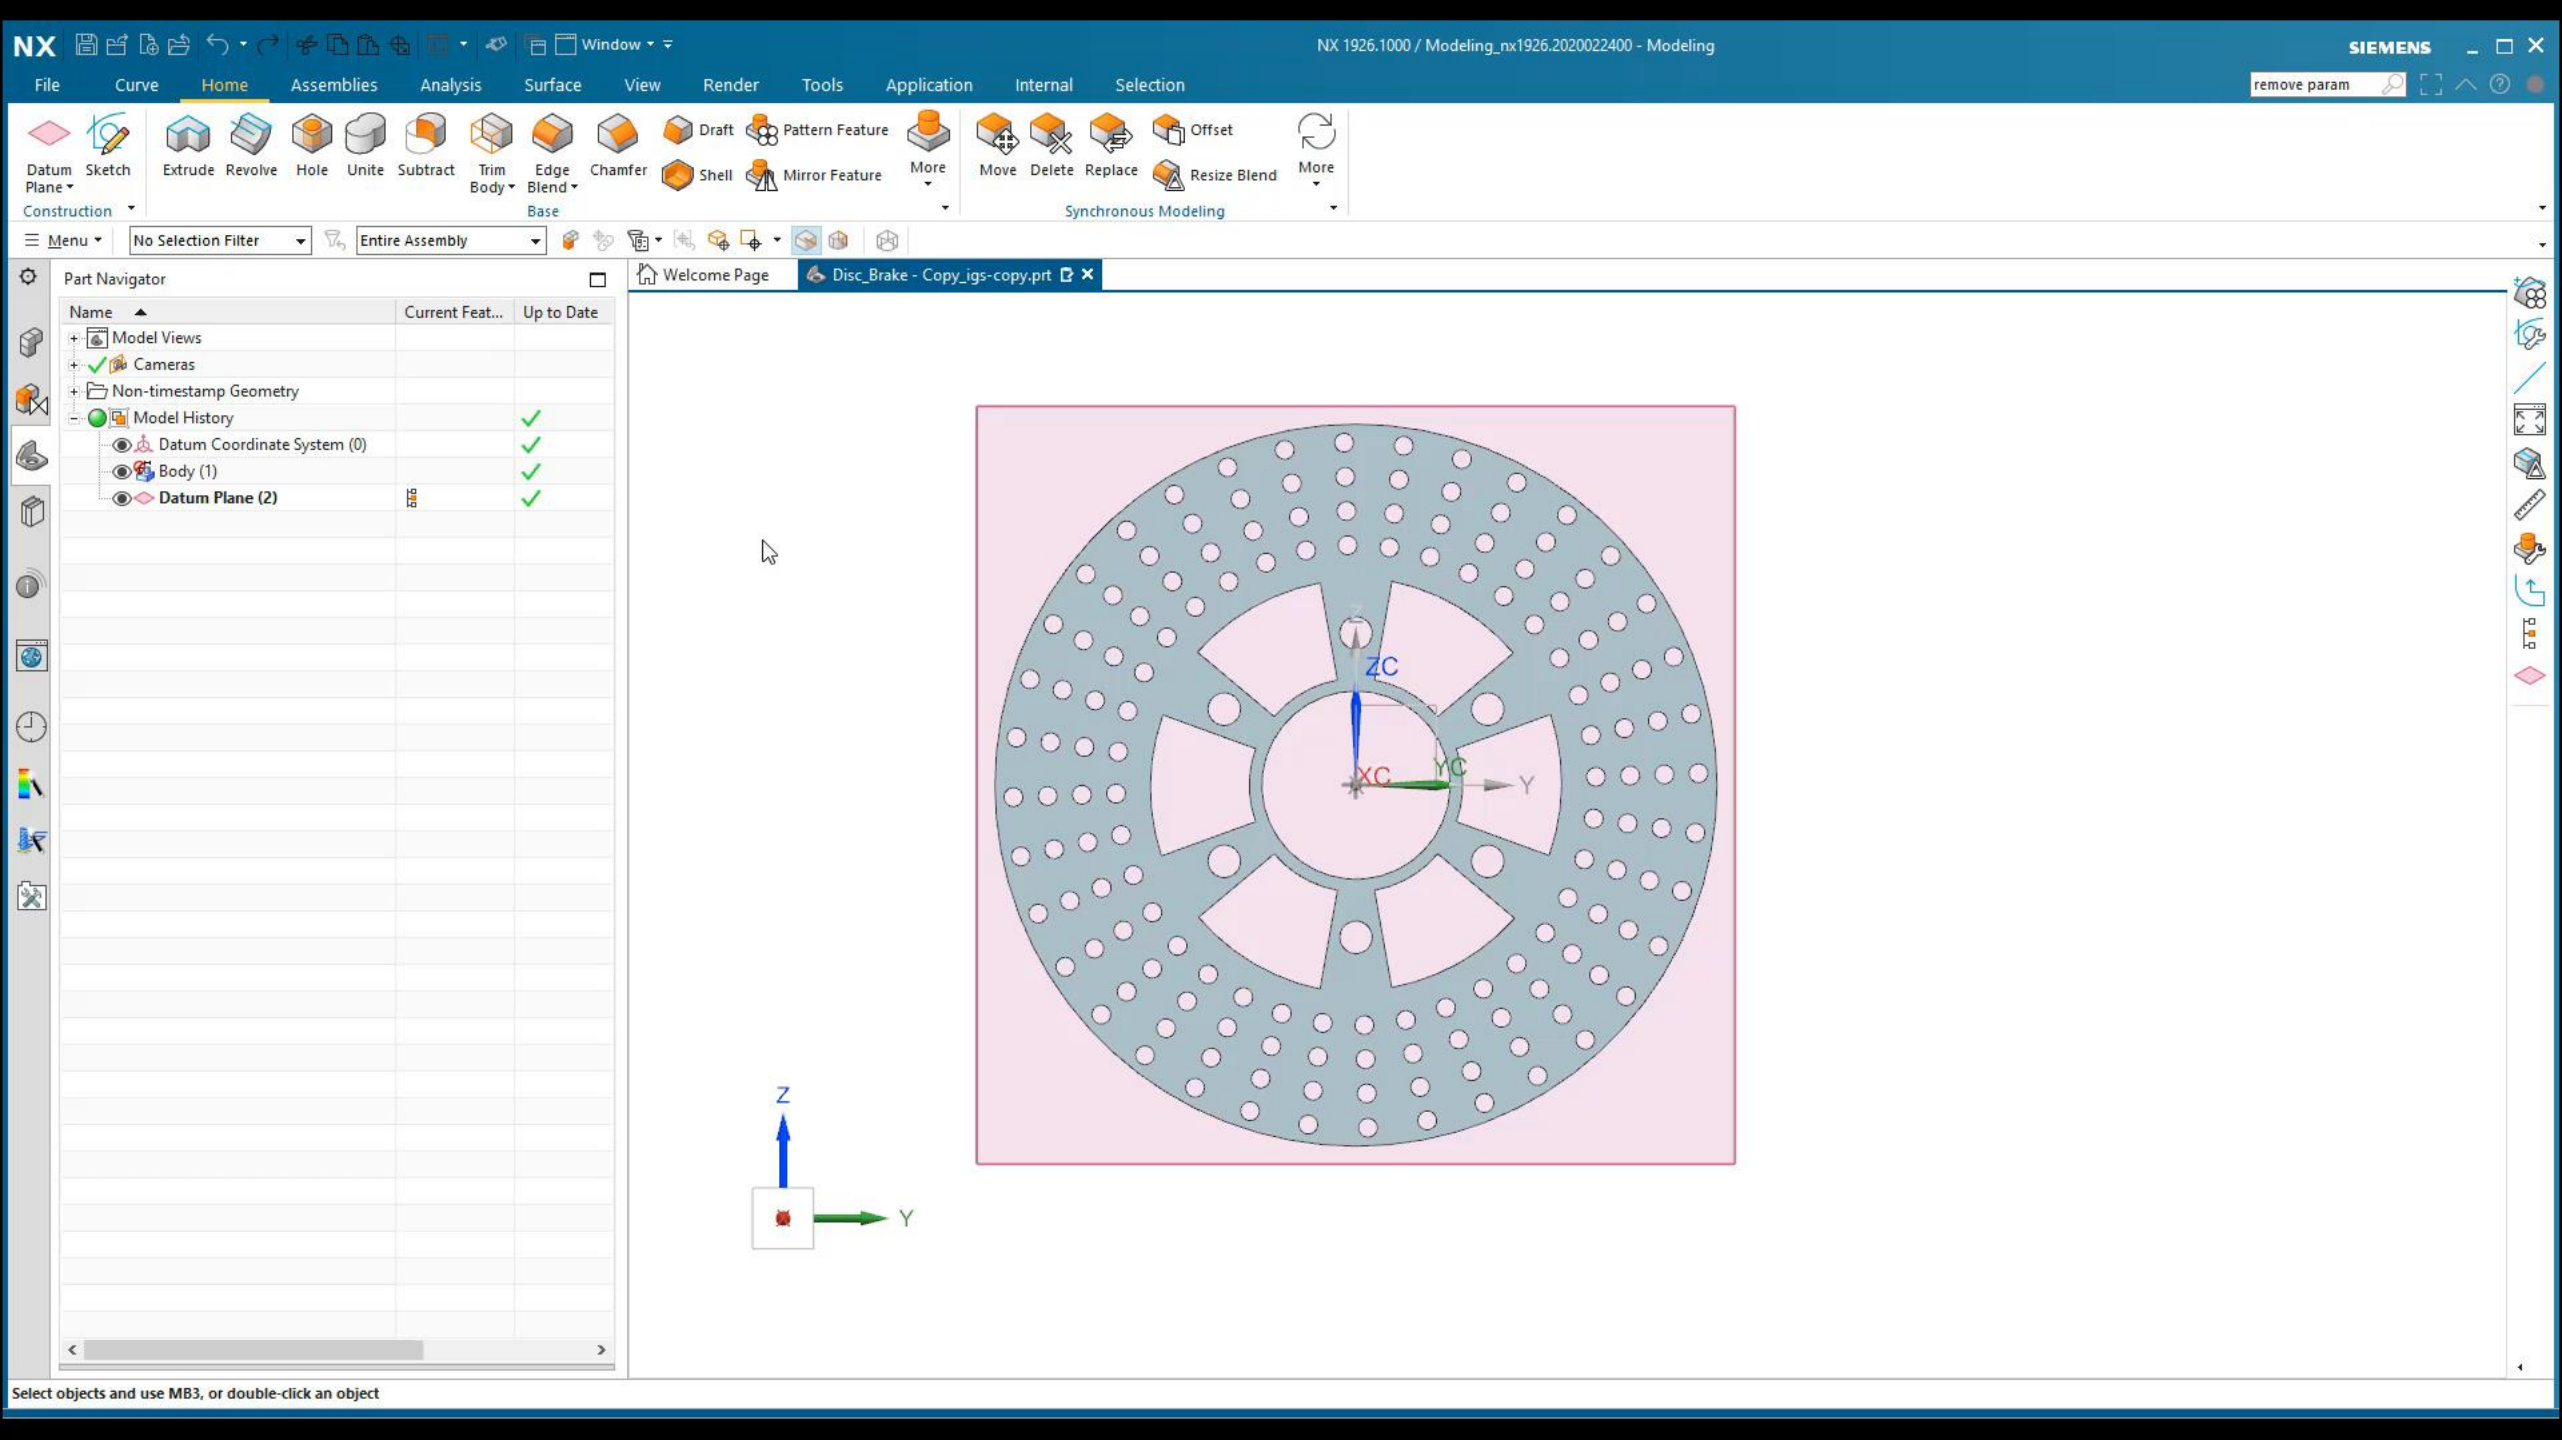 NX Window NX 1926.1000 / Modeling_nx1926.2020022400 - Modeling SIEMENS
File Curve Home Assemblies Analysis Surface View Render Tools Application Internal Selection remove param
Draft Pattern Feature Offset
Datum Plane Sketch Extrude Revolve Hole Unite Subtract Trim Body Edge Blend Chamfer Shell Mirror Feature More Move Delete Replace Resize Blend More
Construction Base Synchronous Modeling
Menu No Selection Filter Entire Assembly
Part Navigator
Welcome Page Disc_Brake - Copy_igs-copy.prt
Name Current Feat... Up to Date
Model Views
Cameras
Non-timestamp Geometry
Model History
Datum Coordinate System (0)
Body (1)
Datum Plane (2)
Z
ZC
XC YC Y
Z
Y
Select objects and use MB3, or double-click an object